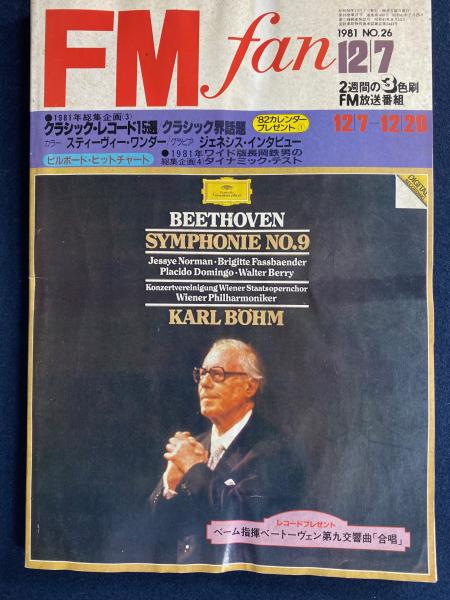 FM fan
1981 NO.26
12/7
2週間の3色刷
FM放送番組
12/7—12/20
●1981年総集企画(3)
クラシック・レコード15選 クラシック界話題
'82カレンダー
プレゼント①
カラー スティーヴィー・ワンダー/グラビア ジェネシス・インタビュー
ビルボード・ヒットチャート
●1981年ワイド版長岡鉄男の
総集企画(4)ダイナミック・テスト
Deutsche
Grammophon
DIGITAL
RECORDING
BEETHOVEN
SYMPHONIE NO.9
Jessye Norman・Brigitte Fassbaender
Placido Domingo・Walter Berry
Konzertvereinigung Wiener Staatsopernchor
Wiener Philharmoniker
KARL BÖHM
レコードプレゼント
ベーム指揮ベートーヴェン第九交響曲「合唱」